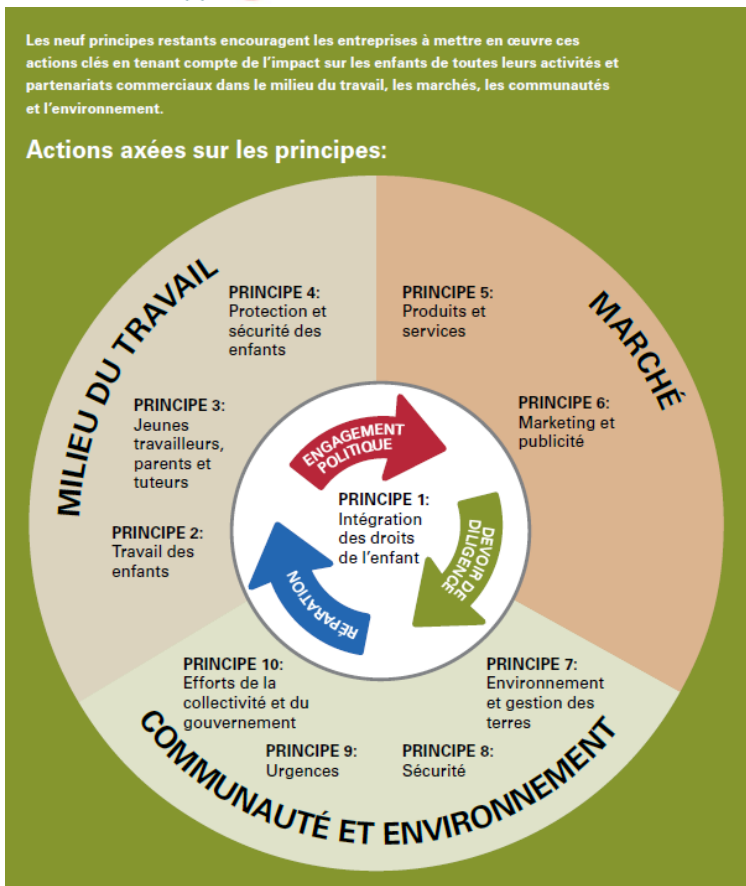 Les neuf principes restants encouragent les entreprises à mettre en œuvre ces
actions clés en tenant compte de l'impact sur les enfants de toutes leurs activités et
partenariats commerciaux dans le milieu du travail, les marchés, les communautés
et l'environnement.
Actions axées sur les principes:
MILIEU DU TRAVAIL
PRINCIPE 4:
Protection et
sécurité des
enfants
PRINCIPE 3:
Jeunes
travailleurs,
parents et
tuteurs
PRINCIPE 2:
Travail des
enfants
MARCHÉ
PRINCIPE 5:
Produits et
services
PRINCIPE 6:
Marketing et
publicité
ENGAGEMENT
POLITIQUE
PRINCIPE 1:
Intégration
des droits
de l'enfant
DEVOIR DE
DILIGENCE
RÉPARATION
PRINCIPE 10:
Efforts de la
collectivité et du
gouvernement
PRINCIPE 9:
Urgences
PRINCIPE 8:
Sécurité
PRINCIPE 7:
Environnement
et gestion des
terres
COMMUNAUTÉ ET ENVIRONNEMENT